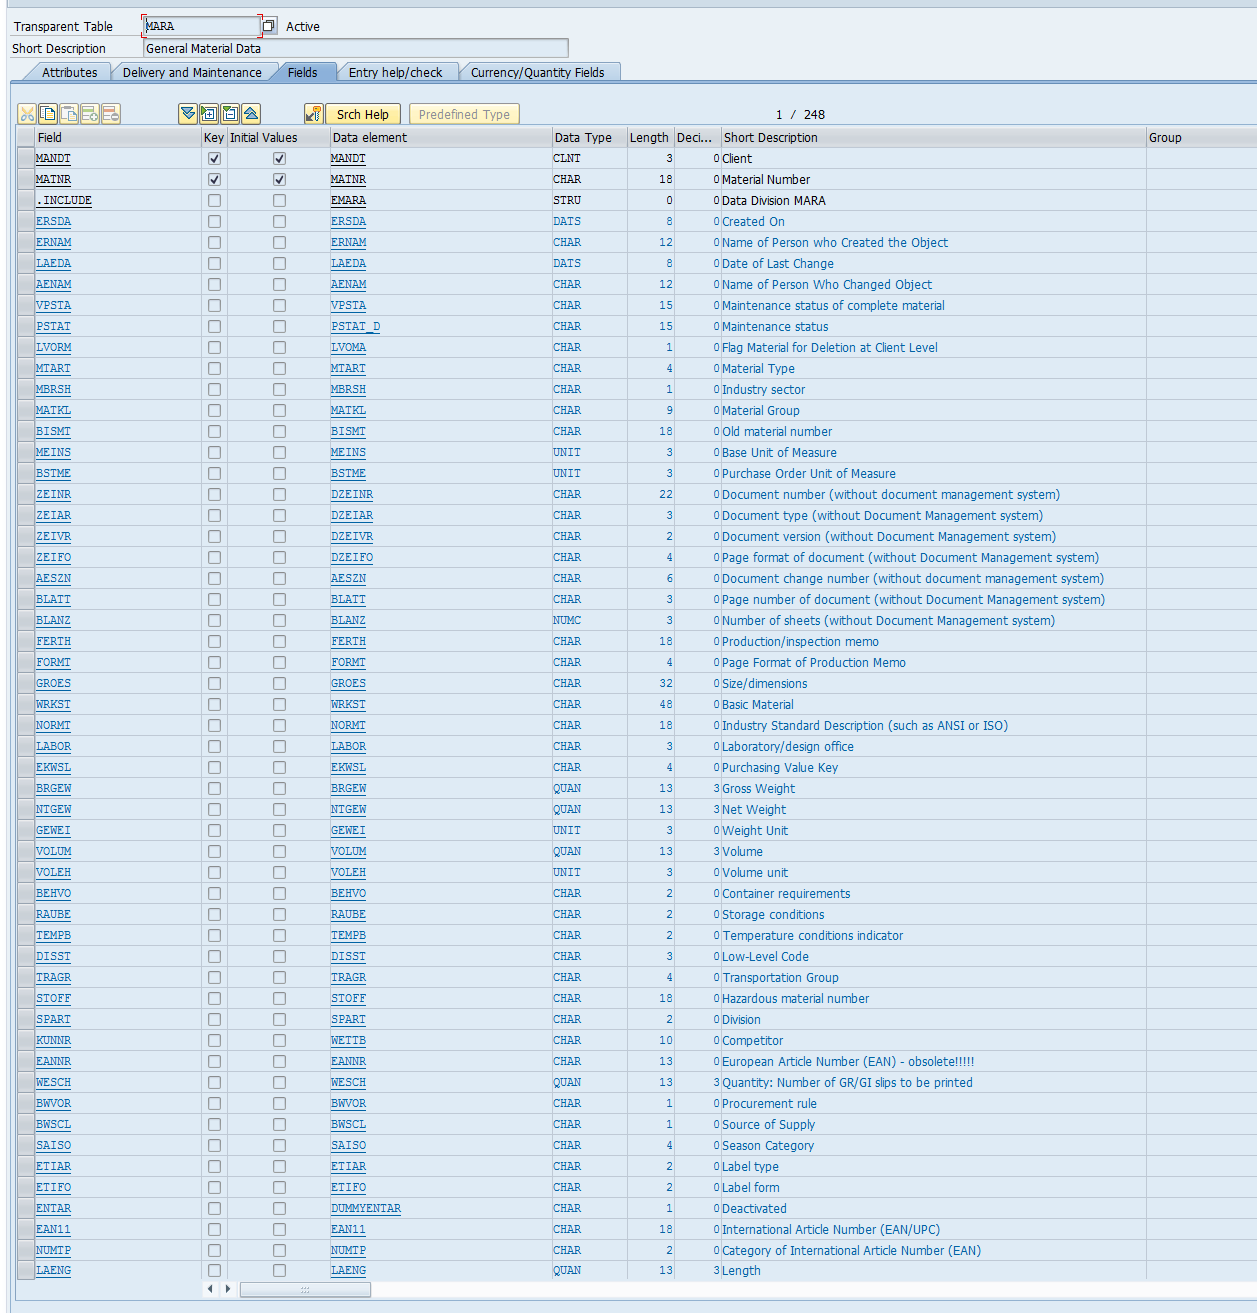 Transparent Table MARA Active
Short Description General Material Data
Attributes Delivery and Maintenance Fields Entry help/check Currency/Quantity Fields
Srch Help Predefined Type 1 / 248
Field Key Initial Values Data element Data Type Length Deci... Short Description Group
MANDT MANDT CLNT 3 0 Client
MATNR MATNR CHAR 18 0 Material Number
.INCLUDE EMARA STRU 0 0 Data Division MARA
ERSDA ERSDA DATS 8 0 Created On
ERNAM ERNAM CHAR 12 0 Name of Person who Created the Object
LAEDA LAEDA DATS 8 0 Date of Last Change
AENAM AENAM CHAR 12 0 Name of Person Who Changed Object
VPSTA VPSTA CHAR 15 0 Maintenance status of complete material
PSTAT PSTAT_D CHAR 15 0 Maintenance status
LVORM LVOMA CHAR 1 0 Flag Material for Deletion at Client Level
MTART MTART CHAR 4 0 Material Type
MBRSH MBRSH CHAR 1 0 Industry sector
MATKL MATKL CHAR 9 0 Material Group
BISMT BISMT CHAR 18 0 Old material number
MEINS MEINS UNIT 3 0 Base Unit of Measure
BSTME BSTME UNIT 3 0 Purchase Order Unit of Measure
ZEINR DZEINR CHAR 22 0 Document number (without document management system)
ZEIAR DZEIAR CHAR 3 0 Document type (without Document Management system)
ZEIVR DZEIVR CHAR 2 0 Document version (without Document Management system)
ZEIFO DZEIFO CHAR 4 0 Page format of document (without Document Management system)
AESZN AESZN CHAR 6 0 Document change number (without document management system)
BLATT BLATT CHAR 3 0 Page number of document (without Document Management system)
BLANZ BLANZ NUMC 3 0 Number of sheets (without Document Management system)
FERTH FERTH CHAR 18 0 Production/inspection memo
FORMT FORMT CHAR 4 0 Page Format of Production Memo
GROES GROES CHAR 32 0 Size/dimensions
WRKST WRKST CHAR 48 0 Basic Material
NORMT NORMT CHAR 18 0 Industry Standard Description (such as ANSI or ISO)
LABOR LABOR CHAR 3 0 Laboratory/design office
EKWSL EKWSL CHAR 4 0 Purchasing Value Key
BRGEW BRGEW QUAN 13 3 Gross Weight
NTGEW NTGEW QUAN 13 3 Net Weight
GEWEI GEWEI UNIT 3 0 Weight Unit
VOLUM VOLUM QUAN 13 3 Volume
VOLEH VOLEH UNIT 3 0 Volume unit
BEHVO BEHVO CHAR 2 0 Container requirements
RAUBE RAUBE CHAR 2 0 Storage conditions
TEMPB TEMPB CHAR 2 0 Temperature conditions indicator
DISST DISST CHAR 3 0 Low-Level Code
TRAGR TRAGR CHAR 4 0 Transportation Group
STOFF STOFF CHAR 18 0 Hazardous material number
SPART SPART CHAR 2 0 Division
KUNNR WETTB CHAR 10 0 Competitor
EANNR EANNR CHAR 13 0 European Article Number (EAN) - obsolete!!!!!
WESCH WESCH QUAN 13 3 Quantity: Number of GR/GI slips to be printed
BWVOR BWVOR CHAR 1 0 Procurement rule
BWSCL BWSCL CHAR 1 0 Source of Supply
SAISO SAISO CHAR 4 0 Season Category
ETIAR ETIAR CHAR 2 0 Label type
ETIFO ETIFO CHAR 2 0 Label form
ENTAR DUMMYENTAR CHAR 1 0 Deactivated
EAN11 EAN11 CHAR 18 0 International Article Number (EAN/UPC)
NUMTP NUMTP CHAR 2 0 Category of International Article Number (EAN)
LAENG LAENG QUAN 13 3 Length